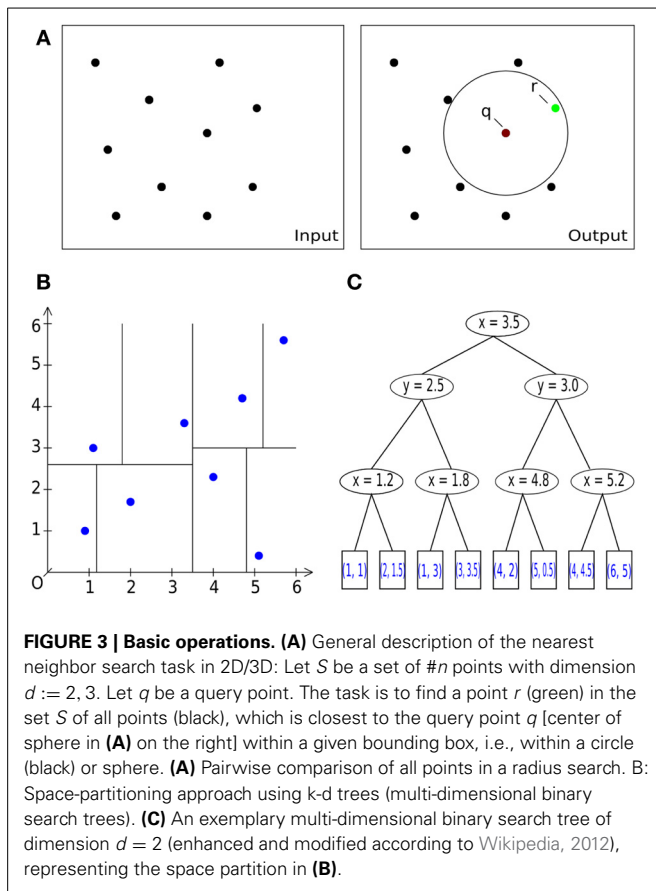 A
Input
r
q
Output
B
6
5
4
3
2
1
O
1
2
3
4
5
6
C
x = 3.5
y = 2.5
y = 3.0
x = 1.2
x = 1.8
x = 4.8
x = 5.2
(1, 1)
(2, 1.5)
(1, 3)
(3, 3.5)
(4, 2)
(5, 0.5)
(4, 4.5)
(6, 5)
FIGURE 3 | Basic operations. (A) General description of the nearest
neighbor search task in 2D/3D: Let S be a set of #n points with dimension
d := 2, 3. Let q be a query point. The task is to find a point r (green) in the
set S of all points (black), which is closest to the query point q [center of
sphere in (A) on the right] within a given bounding box, i.e., within a circle
(black) or sphere. (A) Pairwise comparison of all points in a radius search. B:
Space-partitioning approach using k-d trees (multi-dimensional binary
search trees). (C) An exemplary multi-dimensional binary search tree of
dimension d = 2 (enhanced and modified according to Wikipedia, 2012),
representing the space partition in (B).